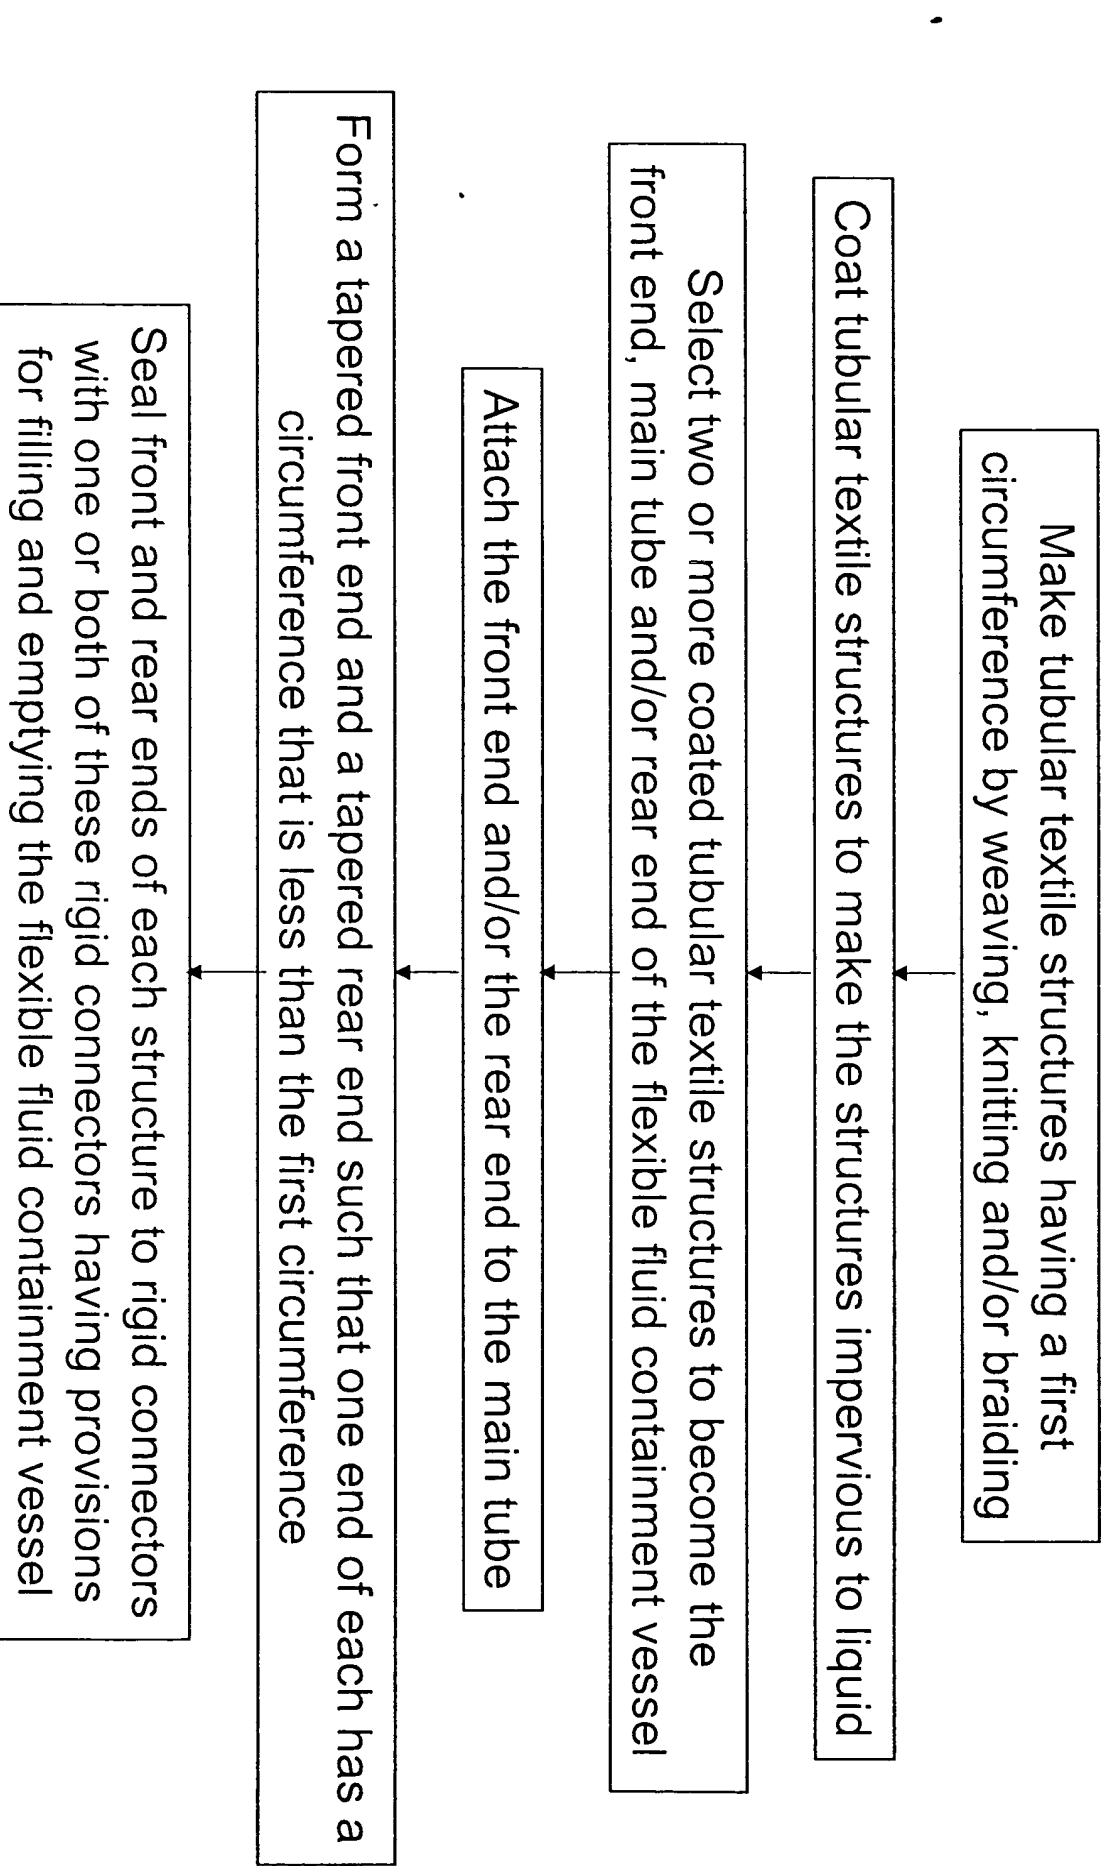 Make tubular textile structures having a first
circumference by weaving, knitting and/or braiding
Coat tubular textile structures to make the structures impervious to liquid
Select two or more coated tubular textile structures to become the
front end, main tube and/or rear end of the flexible fluid containment vessel
Attach the front end and/or the rear end to the main tube
Form a tapered front end and a tapered rear end such that one end of each has a
circumference that is less than the first circumference
Seal front and rear ends of each structure to rigid connectors
with one or both of these rigid connectors having provisions
for filling and emptying the flexible fluid containment vessel